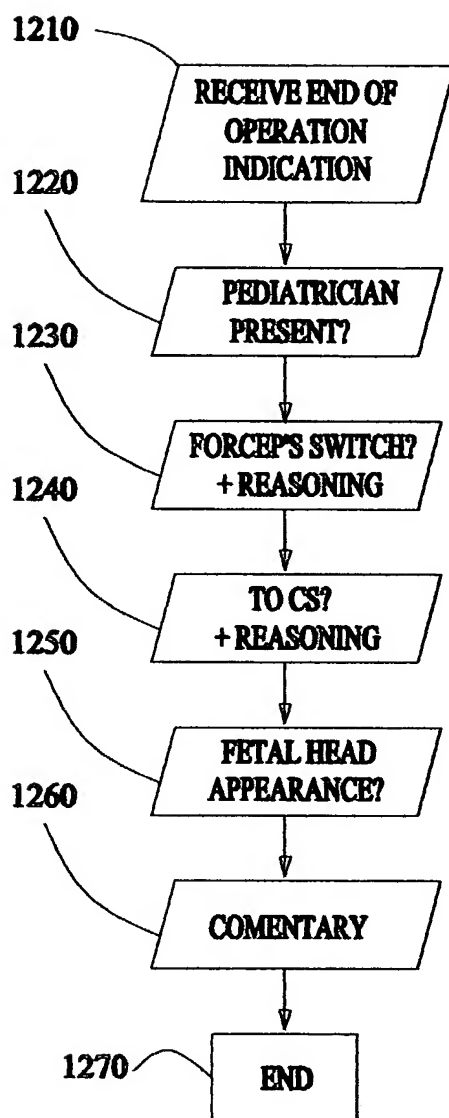 1210
RECEIVE END OF
OPERATION
INDICATION
1220
PEDIATRICIAN
PRESENT?
1230
FORCEP'S SWITCH?
+ REASONING
1240
TO CS?
+ REASONING
1250
FETAL HEAD
APPEARANCE?
1260
COMENTARY
1270
END